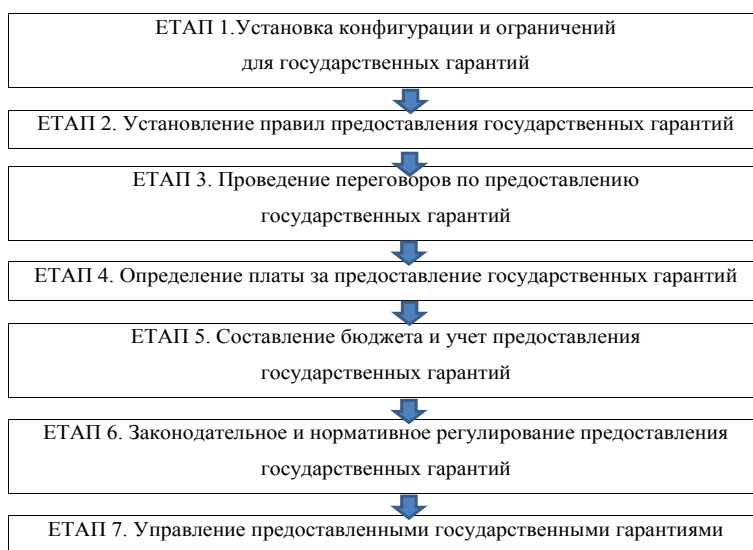 ЕТАП 1.Установка конфигурации и ограничений
для государственных гарантий
ЕТАП 2. Установление правил предоставления государственных гарантий
ЕТАП 3. Проведение переговоров по предоставлению
государственных гарантий
ЕТАП 4. Определение платы за предоставление государственных гарантий
ЕТАП 5. Составление бюджета и учет предоставления
государственных гарантий
ЕТАП 6. Законодательное и нормативное регулирование предоставления
государственных гарантий
ЕТАП 7. Управление предоставленными государственными гарантиями